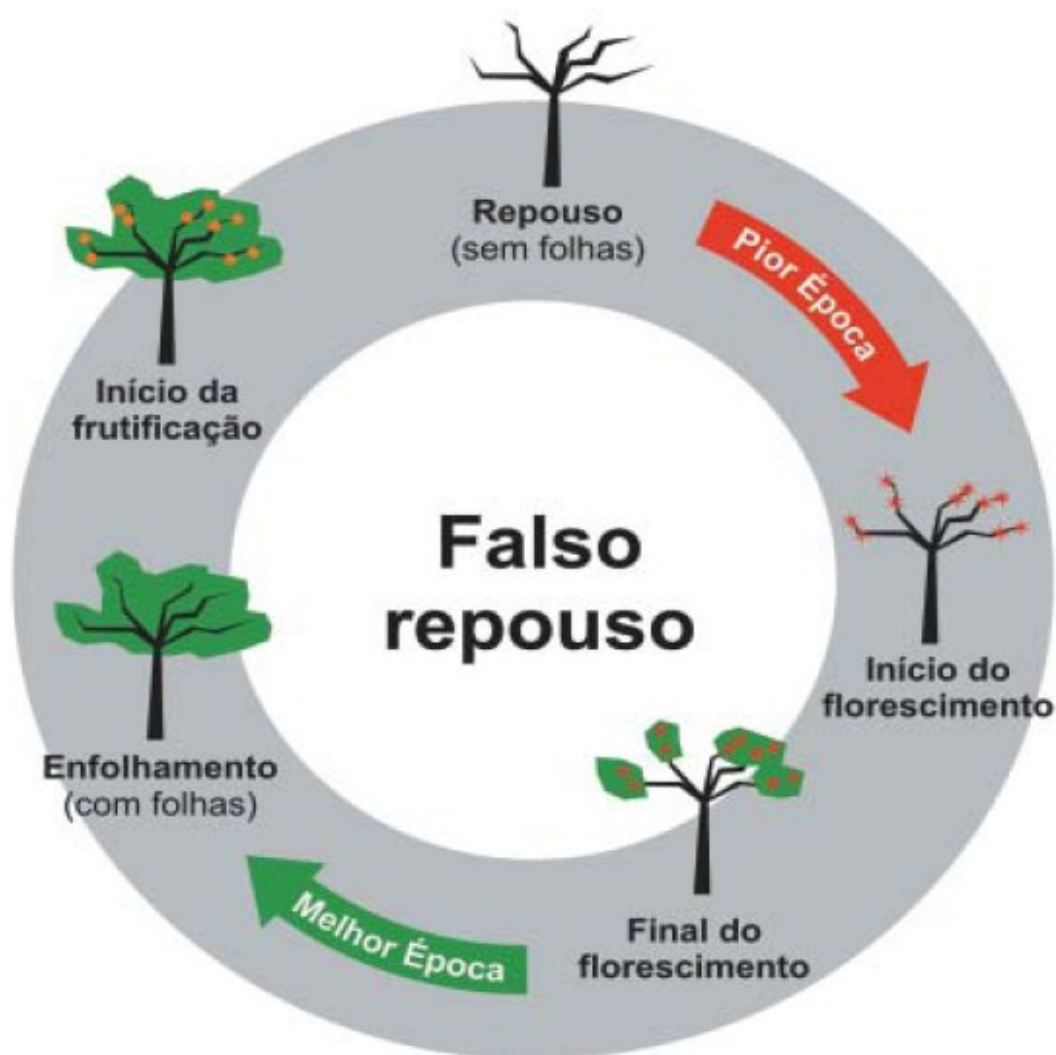 Repouso
(sem folhas)
Pior Época
Início da
frutificação
Falso
repouso
Início do
florescimento
Enfolhamento
(com folhas)
Melhor Época
Final do
florescimento